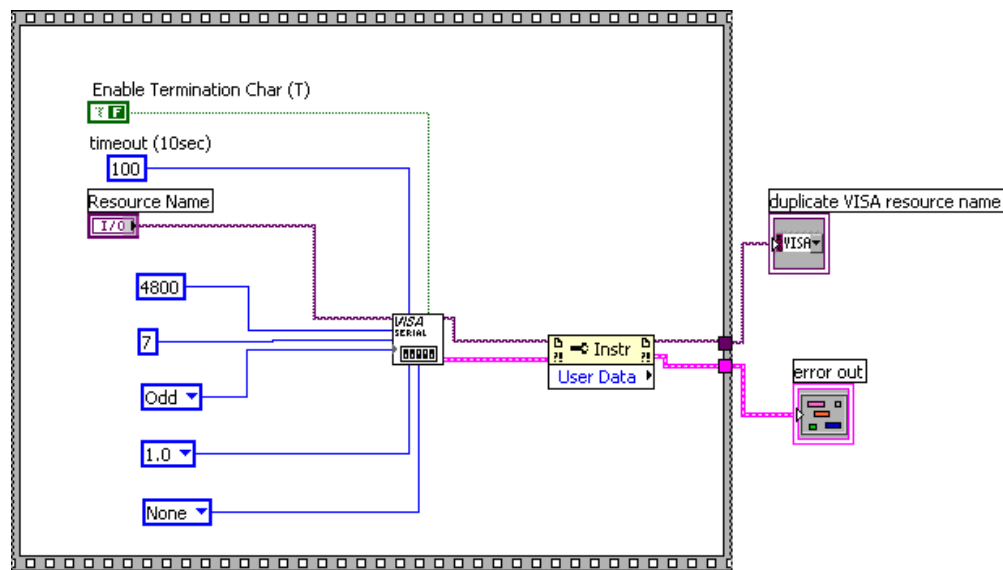 Enable Termination Char (T)
F
timeout (10sec)
100
Resource Name
I/O
duplicate VISA resource name
VISA
4800
VISA
SERIAL
7
Instr
User Data
error out
Odd
1.0
None